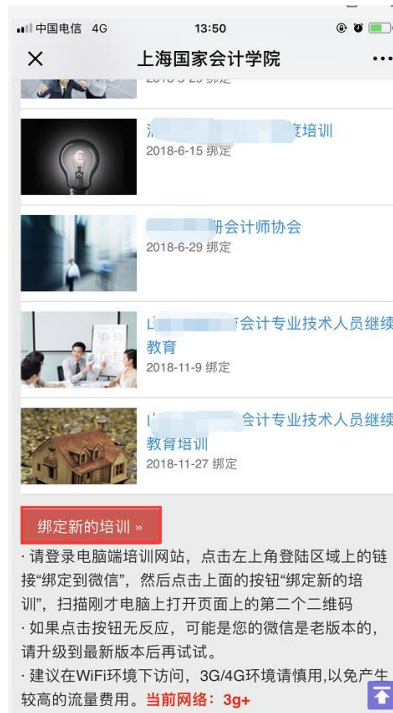 中国电信 4G 13:50
上海国家会计学院
度培训
2018-6-15 绑定
册会计师协会
2018-6-29 绑定
会计专业技术人员继续
教育
2018-11-9 绑定
会计专业技术人员继续
教育培训
2018-11-27 绑定
绑定新的培训 »
· 请登录电脑端培训网站，点击左上角登陆区域上的链
接“绑定到微信”，然后点击上面的按钮“绑定新的培
训”，扫描刚才电脑上打开页面上的第二个二维码
· 如果点击按钮无反应，可能是您的微信是老版本的，
请升级到最新版本后再试试。
· 建议在WiFi环境下访问，3G/4G环境请慎用,以免产生
较高的流量费用。当前网络：3g+